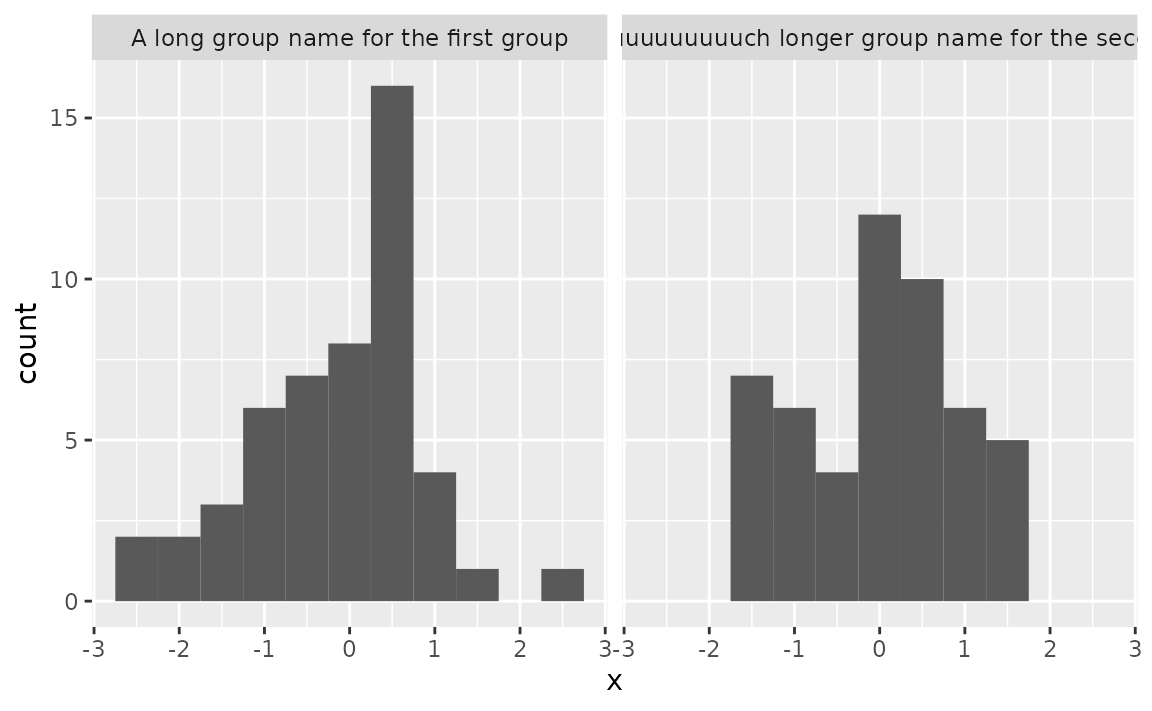 A long group name for the first group
uuuuuuuuch longer group name for the sec
count
15
10
5
0
-3 -2 -1 0 1 2 3 -3 -2 -1 0 1 2 3
x